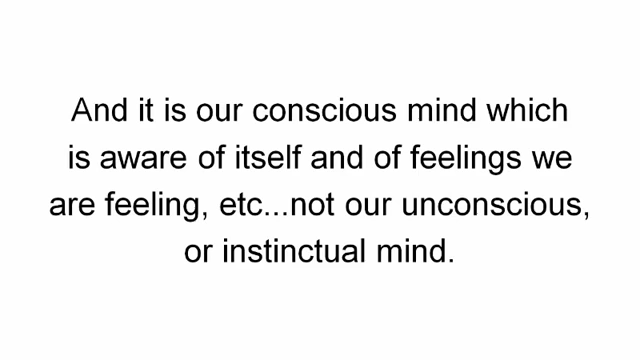 And it is our conscious mind which
is aware of itself and of feelings we
are feeling, etc...not our unconscious,
or instinctual mind.